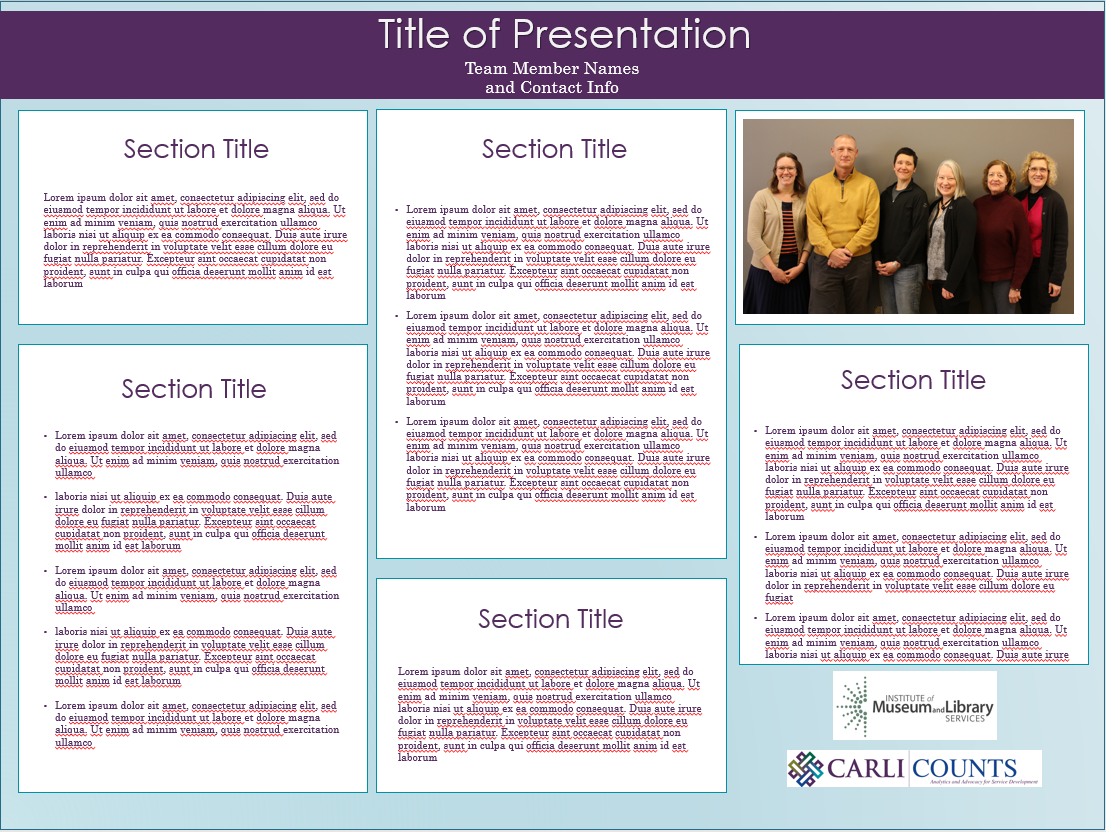 Title of Presentation
Team Member Names
and Contact Info
Section Title
Lorem ipsum dolor sit amet, consectetur adipiscing elit, sed do
eiusmod tempor incididunt ut labore et dolore magna aliqua. Ut
enim ad minim veniam, quis nostrud exercitation ullamco
laboris nisi ut aliquip ex ea commodo consequat. Duis aute irure
dolor in reprehenderit in voluptate velit esse cillum dolore eu
fugiat nulla pariatur. Excepteur sint occaecat cupidatat non
proident, sunt in culpa qui officia deserunt mollit anim id est
laborum
Section Title
• Lorem ipsum dolor sit amet, consectetur adipiscing elit, sed
do eiusmod tempor incididunt ut labore et dolore magna
aliqua. Ut enim ad minim veniam, quis nostrud exercitation
ullamco
• laboris nisi ut aliquip ex ea commodo consequat. Duis aute
irure dolor in reprehenderit in voluptate velit esse cillum
dolore eu fugiat nulla pariatur. Excepteur sint occaecat
cupidatat non proident, sunt in culpa qui officia deserunt
mollit anim id est laborum
• Lorem ipsum dolor sit amet, consectetur adipiscing elit, sed
do eiusmod tempor incididunt ut labore et dolore magna
aliqua. Ut enim ad minim veniam, quis nostrud exercitation
ullamco
• laboris nisi ut aliquip ex ea commodo consequat. Duis aute
irure dolor in reprehenderit in voluptate velit esse cillum
dolore eu fugiat nulla pariatur. Excepteur sint occaecat
cupidatat non proident, sunt in culpa qui officia deserunt
mollit anim id est laborum
• Lorem ipsum dolor sit amet, consectetur adipiscing elit, sed
do eiusmod tempor incididunt ut labore et dolore magna
aliqua. Ut enim ad minim veniam, quis nostrud exercitation
ullamco
Section Title
• Lorem ipsum dolor sit amet, consectetur adipiscing elit, sed do
eiusmod tempor incididunt ut labore et dolore magna aliqua. Ut
enim ad minim veniam, quis nostrud exercitation ullamco
laboris nisi ut aliquip ex ea commodo consequat. Duis aute irure
dolor in reprehenderit in voluptate velit esse cillum dolore eu
fugiat nulla pariatur. Excepteur sint occaecat cupidatat non
proident, sunt in culpa qui officia deserunt mollit anim id est
laborum
• Lorem ipsum dolor sit amet, consectetur adipiscing elit, sed do
eiusmod tempor incididunt ut labore et dolore magna aliqua. Ut
enim ad minim veniam, quis nostrud exercitation ullamco
laboris nisi ut aliquip ex ea commodo consequat. Duis aute irure
dolor in reprehenderit in voluptate velit esse cillum dolore eu
fugiat nulla pariatur. Excepteur sint occaecat cupidatat non
proident, sunt in culpa qui officia deserunt mollit anim id est
laborum
• Lorem ipsum dolor sit amet, consectetur adipiscing elit, sed do
eiusmod tempor incididunt ut labore et dolore magna aliqua. Ut
enim ad minim veniam, quis nostrud exercitation ullamco
laboris nisi ut aliquip ex ea commodo consequat. Duis aute irure
dolor in reprehenderit in voluptate velit esse cillum dolore eu
fugiat nulla pariatur. Excepteur sint occaecat cupidatat non
proident, sunt in culpa qui officia deserunt mollit anim id est
laborum
Section Title
Lorem ipsum dolor sit amet, consectetur adipiscing elit, sed do
eiusmod tempor incididunt ut labore et dolore magna aliqua. Ut
enim ad minim veniam, quis nostrud exercitation ullamco
laboris nisi ut aliquip ex ea commodo consequat. Duis aute irure
dolor in reprehenderit in voluptate velit esse cillum dolore eu
fugiat nulla pariatur. Excepteur sint occaecat cupidatat non
proident, sunt in culpa qui officia deserunt mollit anim id est
laborum
Section Title
• Lorem ipsum dolor sit amet, consectetur adipiscing elit, sed do
eiusmod tempor incididunt ut labore et dolore magna aliqua. Ut
enim ad minim veniam, quis nostrud exercitation ullamco
laboris nisi ut aliquip ex ea commodo consequat. Duis aute irure
dolor in reprehenderit in voluptate velit esse cillum dolore eu
fugiat nulla pariatur. Excepteur sint occaecat cupidatat non
proident, sunt in culpa qui officia deserunt mollit anim id est
laborum
• Lorem ipsum dolor sit amet, consectetur adipiscing elit, sed do
eiusmod tempor incididunt ut labore et dolore magna aliqua. Ut
enim ad minim veniam, quis nostrud exercitation ullamco
laboris nisi ut aliquip ex ea commodo consequat. Duis aute irure
dolor in reprehenderit in voluptate velit esse cillum dolore eu
fugiat
• Lorem ipsum dolor sit amet, consectetur adipiscing elit, sed do
eiusmod tempor incididunt ut labore et dolore magna aliqua. Ut
enim ad minim veniam, quis nostrud exercitation ullamco
laboris nisi ut aliquip ex ea commodo consequat. Duis aute irure
INSTITUTE of
Museum and Library
SERVICES
CARLI COUNTS
Analytics and Advocacy for Service Development